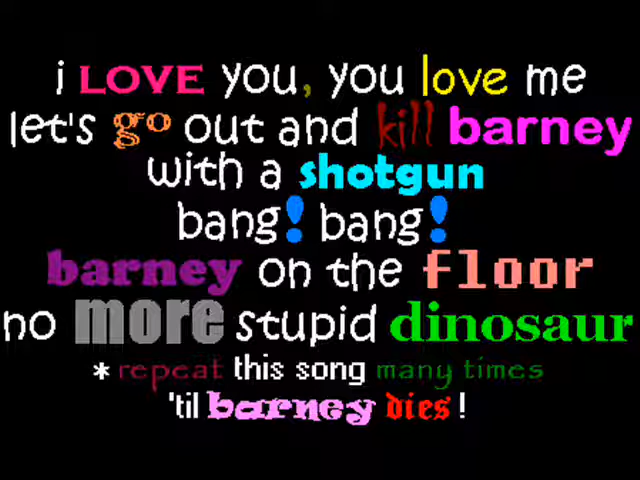 i LOVE you, you love me
let's go out and kill barney
with a shotgun
bang! bang!
barney on the floor
no MORE stupid dinosaur
* repeat this song many times
'til barney dies!